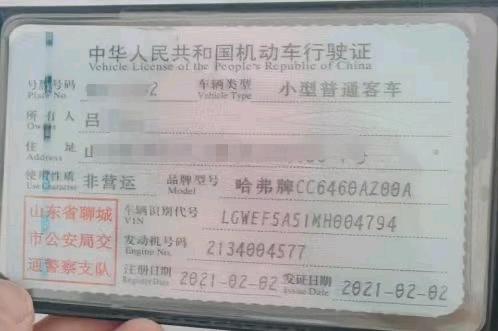 中华人民共和国机动车行驶证
Vehicle License of the People's Republic of China
号牌号码 2 车辆类型 小型普通客车
Plate No. Vehicle Type
所有人 吕
Owner
住址 山
Address
使用性质 非营运 品牌型号 哈弗牌CC6460AZ00A
Use Character Model
山东省聊城 车辆识别代号 LGWEF5A51MH004794
VIN
市公安局交 发动机号码 2134004577
Engine No.
通警察支队 注册日期 2021-02-02 发证日期 2021-02-02
Register Date Issue Date